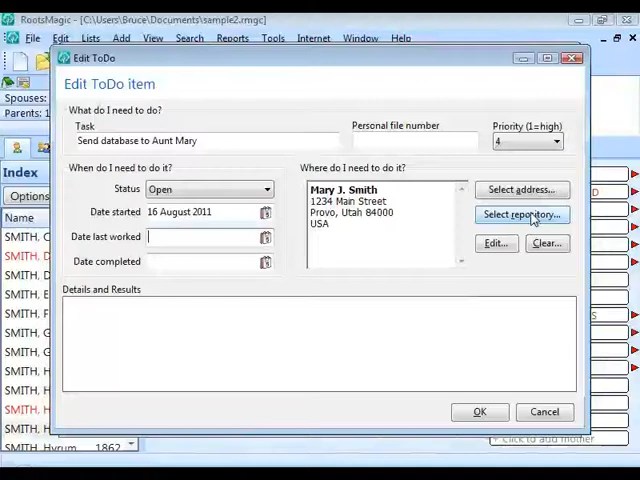 RootsMagic - [C:\Users\Bruce\Documents\sample2.rmgc]
File Edit Lists Add View Search Reports Tools Internet Window Help
Edit ToDo
Edit ToDo item
What do I need to do?
Task
Personal file number
Priority (1=high)
Send database to Aunt Mary
4
When do I need to do it?
Where do I need to do it?
Status
Open
Date started
16 August 2011
Date last worked
Date completed
Mary J. Smith
1234 Main Street
Provo, Utah 84000
USA
Select address...
Select repository...
Edit...
Clear...
Details and Results
OK
Cancel
Spouses:
Parents: 1
Index
Options
Name
SMITH, C
SMITH, D
SMITH, E
SMITH, E
SMITH, F
SMITH, G
SMITH, G
SMITH, H
SMITH, H
SMITH, H
SMITH, H
SMITH, Hyrum
1862
+ Click to add mother